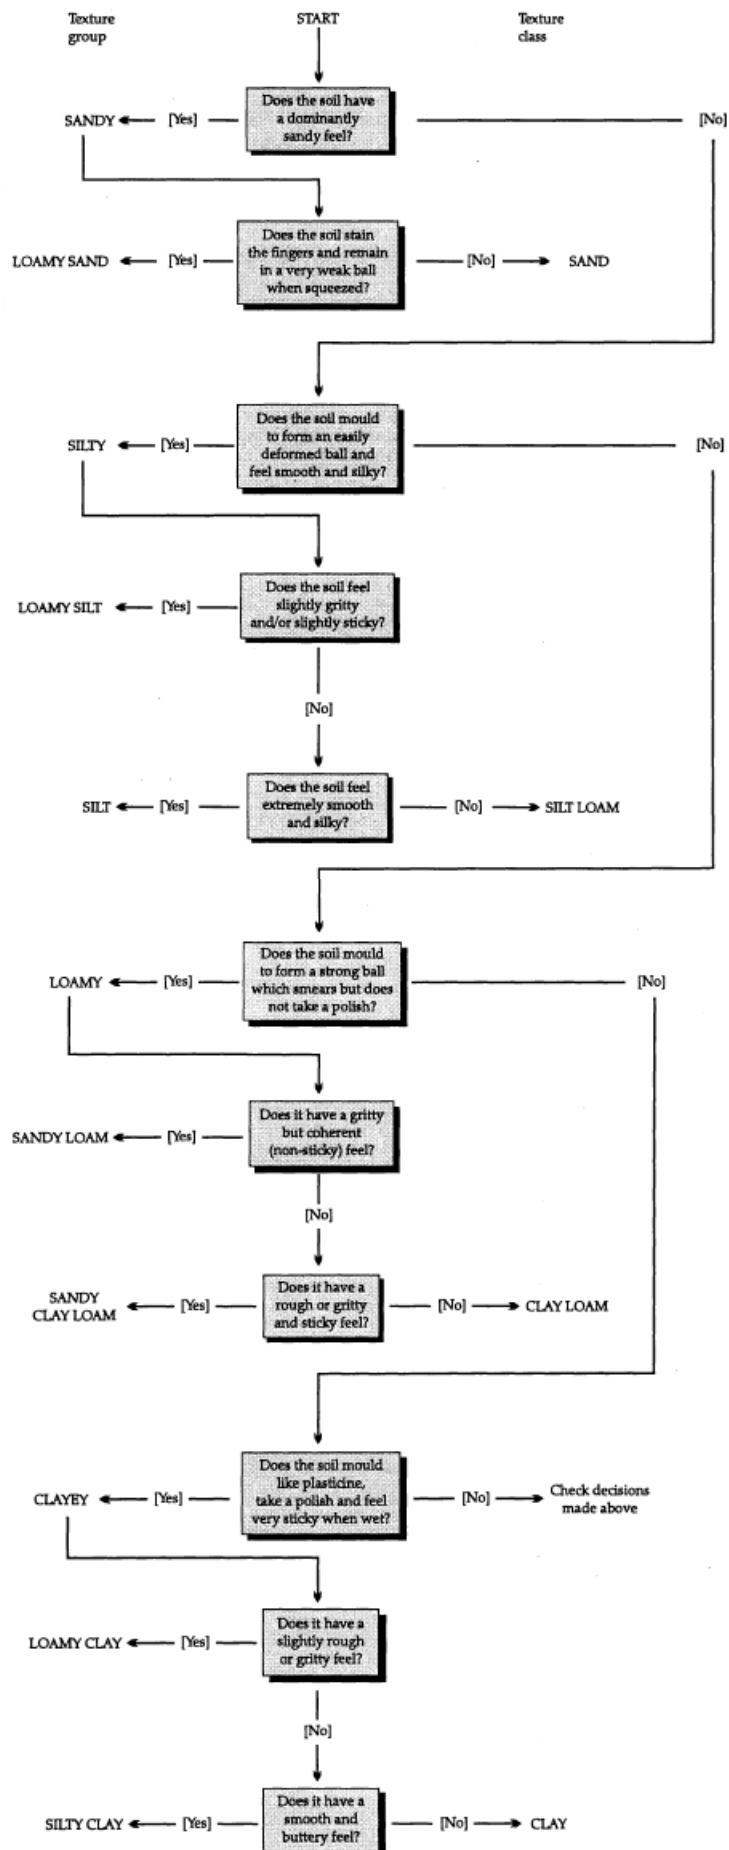 Texture
group
START
Texture
class
Does the soil have
a dominantly
sandy feel?
SANDY
[Yes]
[No]
Does the soil stain
the fingers and remain
in a very weak ball
when squeezed?
LOAMY SAND
[Yes]
[No]
SAND
Does the soil mould
to form an easily
deformed ball and
feel smooth and silky?
SILTY
[Yes]
[No]
Does the soil feel
slightly gritty
and/or slightly sticky?
LOAMY SILT
[Yes]
[No]
Does the soil feel
extremely smooth
and silky?
SILT
[Yes]
[No]
SILT LOAM
Does the soil mould
to form a strong ball
which smears but does
not take a polish?
LOAMY
[Yes]
[No]
Does it have a gritty
but coherent
(non-sticky) feel?
SANDY LOAM
[Yes]
[No]
Does it have a
rough or gritty
and sticky feel?
SANDY
CLAY LOAM
[Yes]
[No]
CLAY LOAM
Does the soil mould
like plasticine,
take a polish and feel
very sticky when wet?
CLAYEY
[Yes]
[No]
Check decisions
made above
Does it have a
slightly rough
or gritty feel?
LOAMY CLAY
[Yes]
[No]
Does it have a
smooth and
buttery feel?
SILTY CLAY
[Yes]
[No]
CLAY